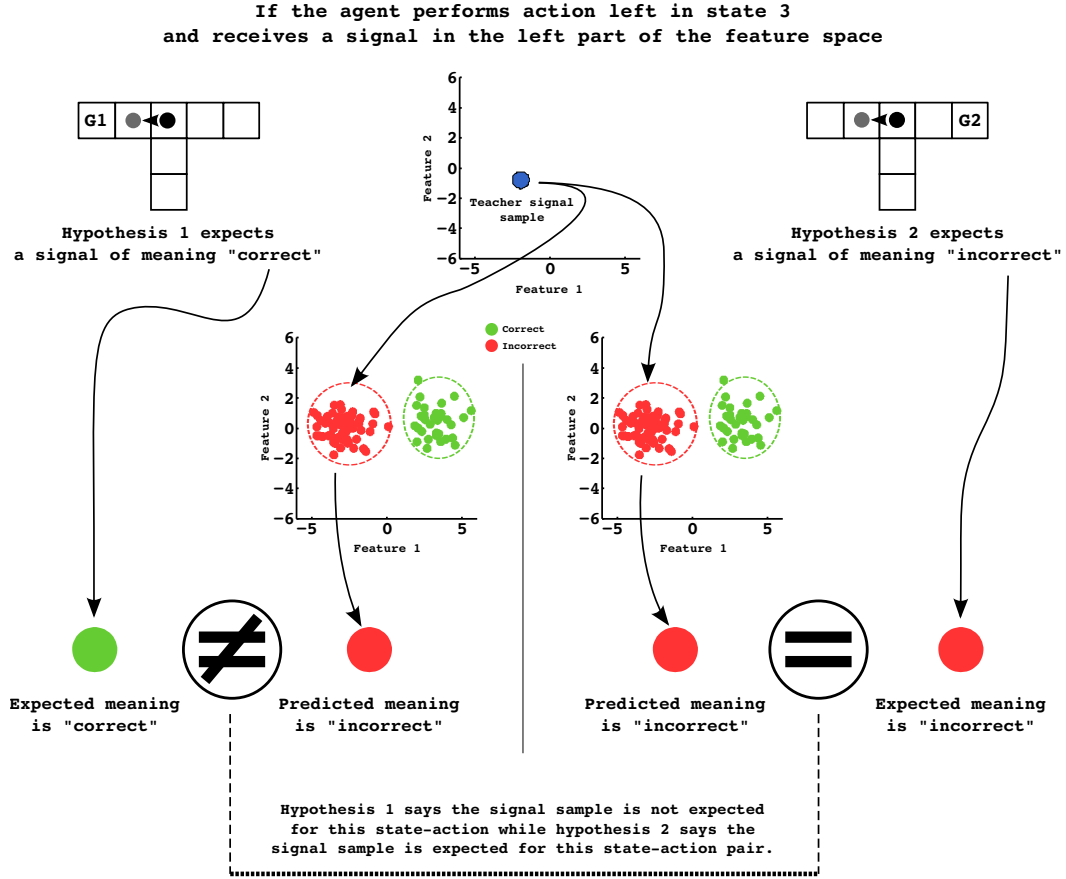 If the agent performs action left in state 3
and receives a signal in the left part of the feature space
G1
G2
6
4
2
0
−2
−4
−6
Feature 2
Teacher signal
sample
−5
0
5
Feature 1
Hypothesis 1 expects
a signal of meaning "correct"
Hypothesis 2 expects
a signal of meaning "incorrect"
Correct
Incorrect
6
4
2
0
−2
−4
−6
Feature 2
−5
0
5
Feature 1
6
4
2
0
−2
−4
−6
Feature 2
−5
0
5
Feature 1
Expected meaning
is "correct"
Predicted meaning
is "incorrect"
Predicted meaning
is "incorrect"
Expected meaning
is "incorrect"
Hypothesis 1 says the signal sample is not expected
for this state-action while hypothesis 2 says the
signal sample is expected for this state-action pair.